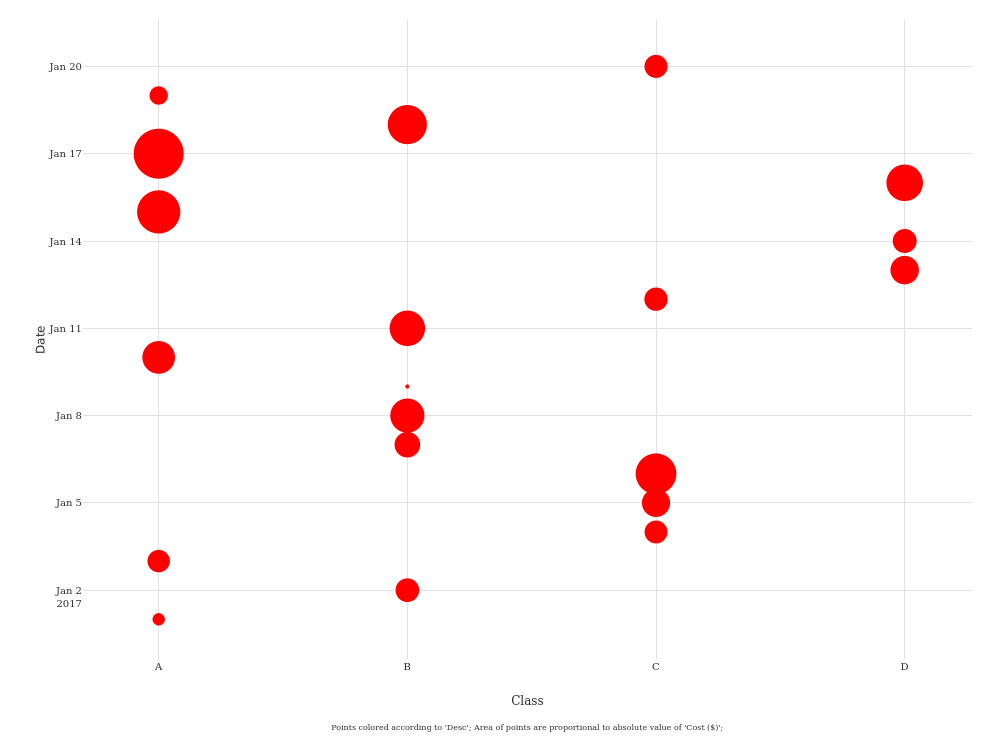 Jan 20
Jan 17
Jan 14
Jan 11
Jan 8
Jan 5
Jan 2
2017
Date
A B C D
Class
Points colored according to 'Desc'; Area of points are proportional to absolute value of 'Cost ($)';